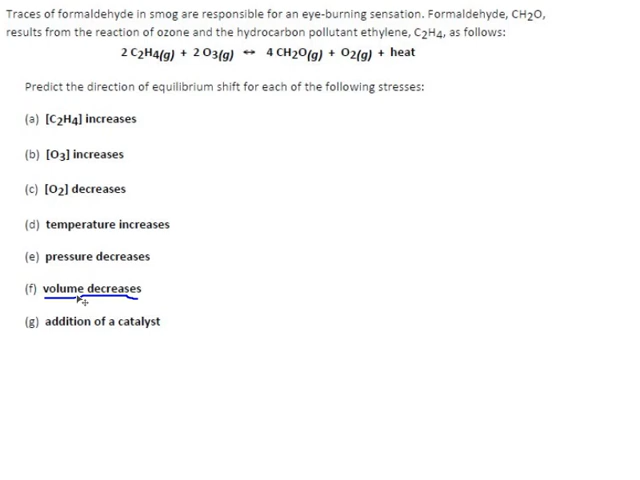 Traces of formaldehyde in smog are responsible for an eye-burning sensation. Formaldehyde, CH2O,
results from the reaction of ozone and the hydrocarbon pollutant ethylene, C2H4, as follows:
2 C2H4(g) + 2 O3(g) ↔ 4 CH2O(g) + O2(g) + heat
Predict the direction of equilibrium shift for each of the following stresses:
(a) [C2H4] increases
(b) [O3] increases
(c) [O2] decreases
(d) temperature increases
(e) pressure decreases
(f) volume decreases
(g) addition of a catalyst